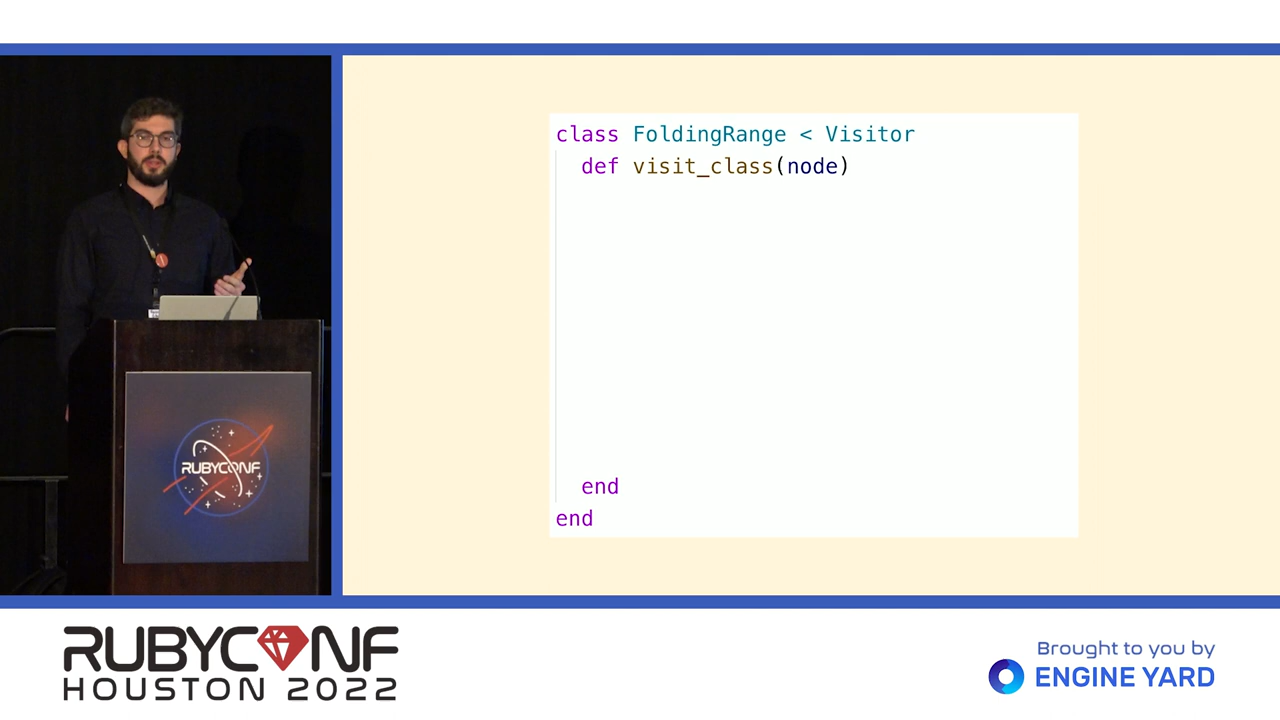 class FoldingRange < Visitor
  def visit_class(node)
  end
end
RUBYCONF
RUBYCONF
HOUSTON 2022
Brought to you by
ENGINE YARD